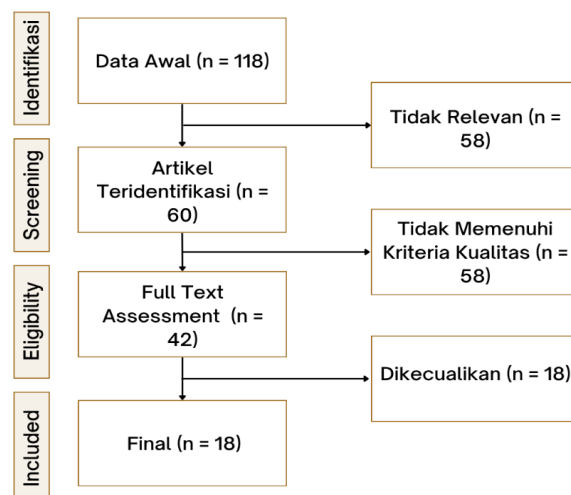 Identifikasi
Data Awal (n = 118)
Tidak Relevan (n =
58)
Screening
Artikel
Teridentifikasi (n =
60)
Tidak Memenuhi
Kriteria Kualitas (n =
58)
Eligibility
Full Text
Assessment (n =
42)
Dikecualikan (n = 18)
Included
Final (n = 18)